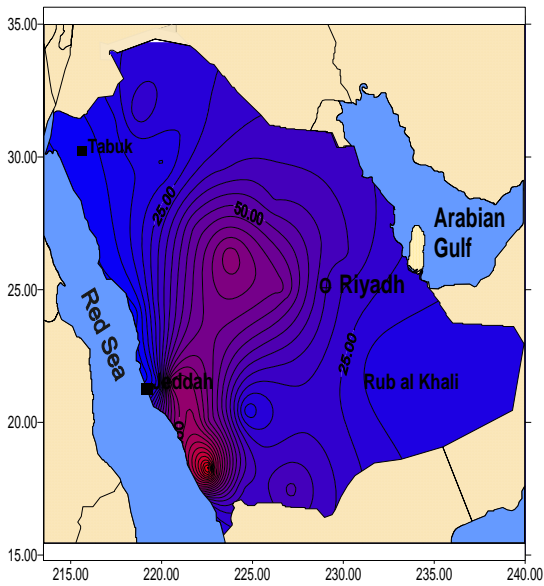 35.00
30.00
25.00
20.00
15.00
215.00
220.00
225.00
230.00
235.00
240.00
Tabuk
25.00
50.00
Arabian
Gulf
Riyadh
Red Sea
25.00
Jeddah
Rub al Khali